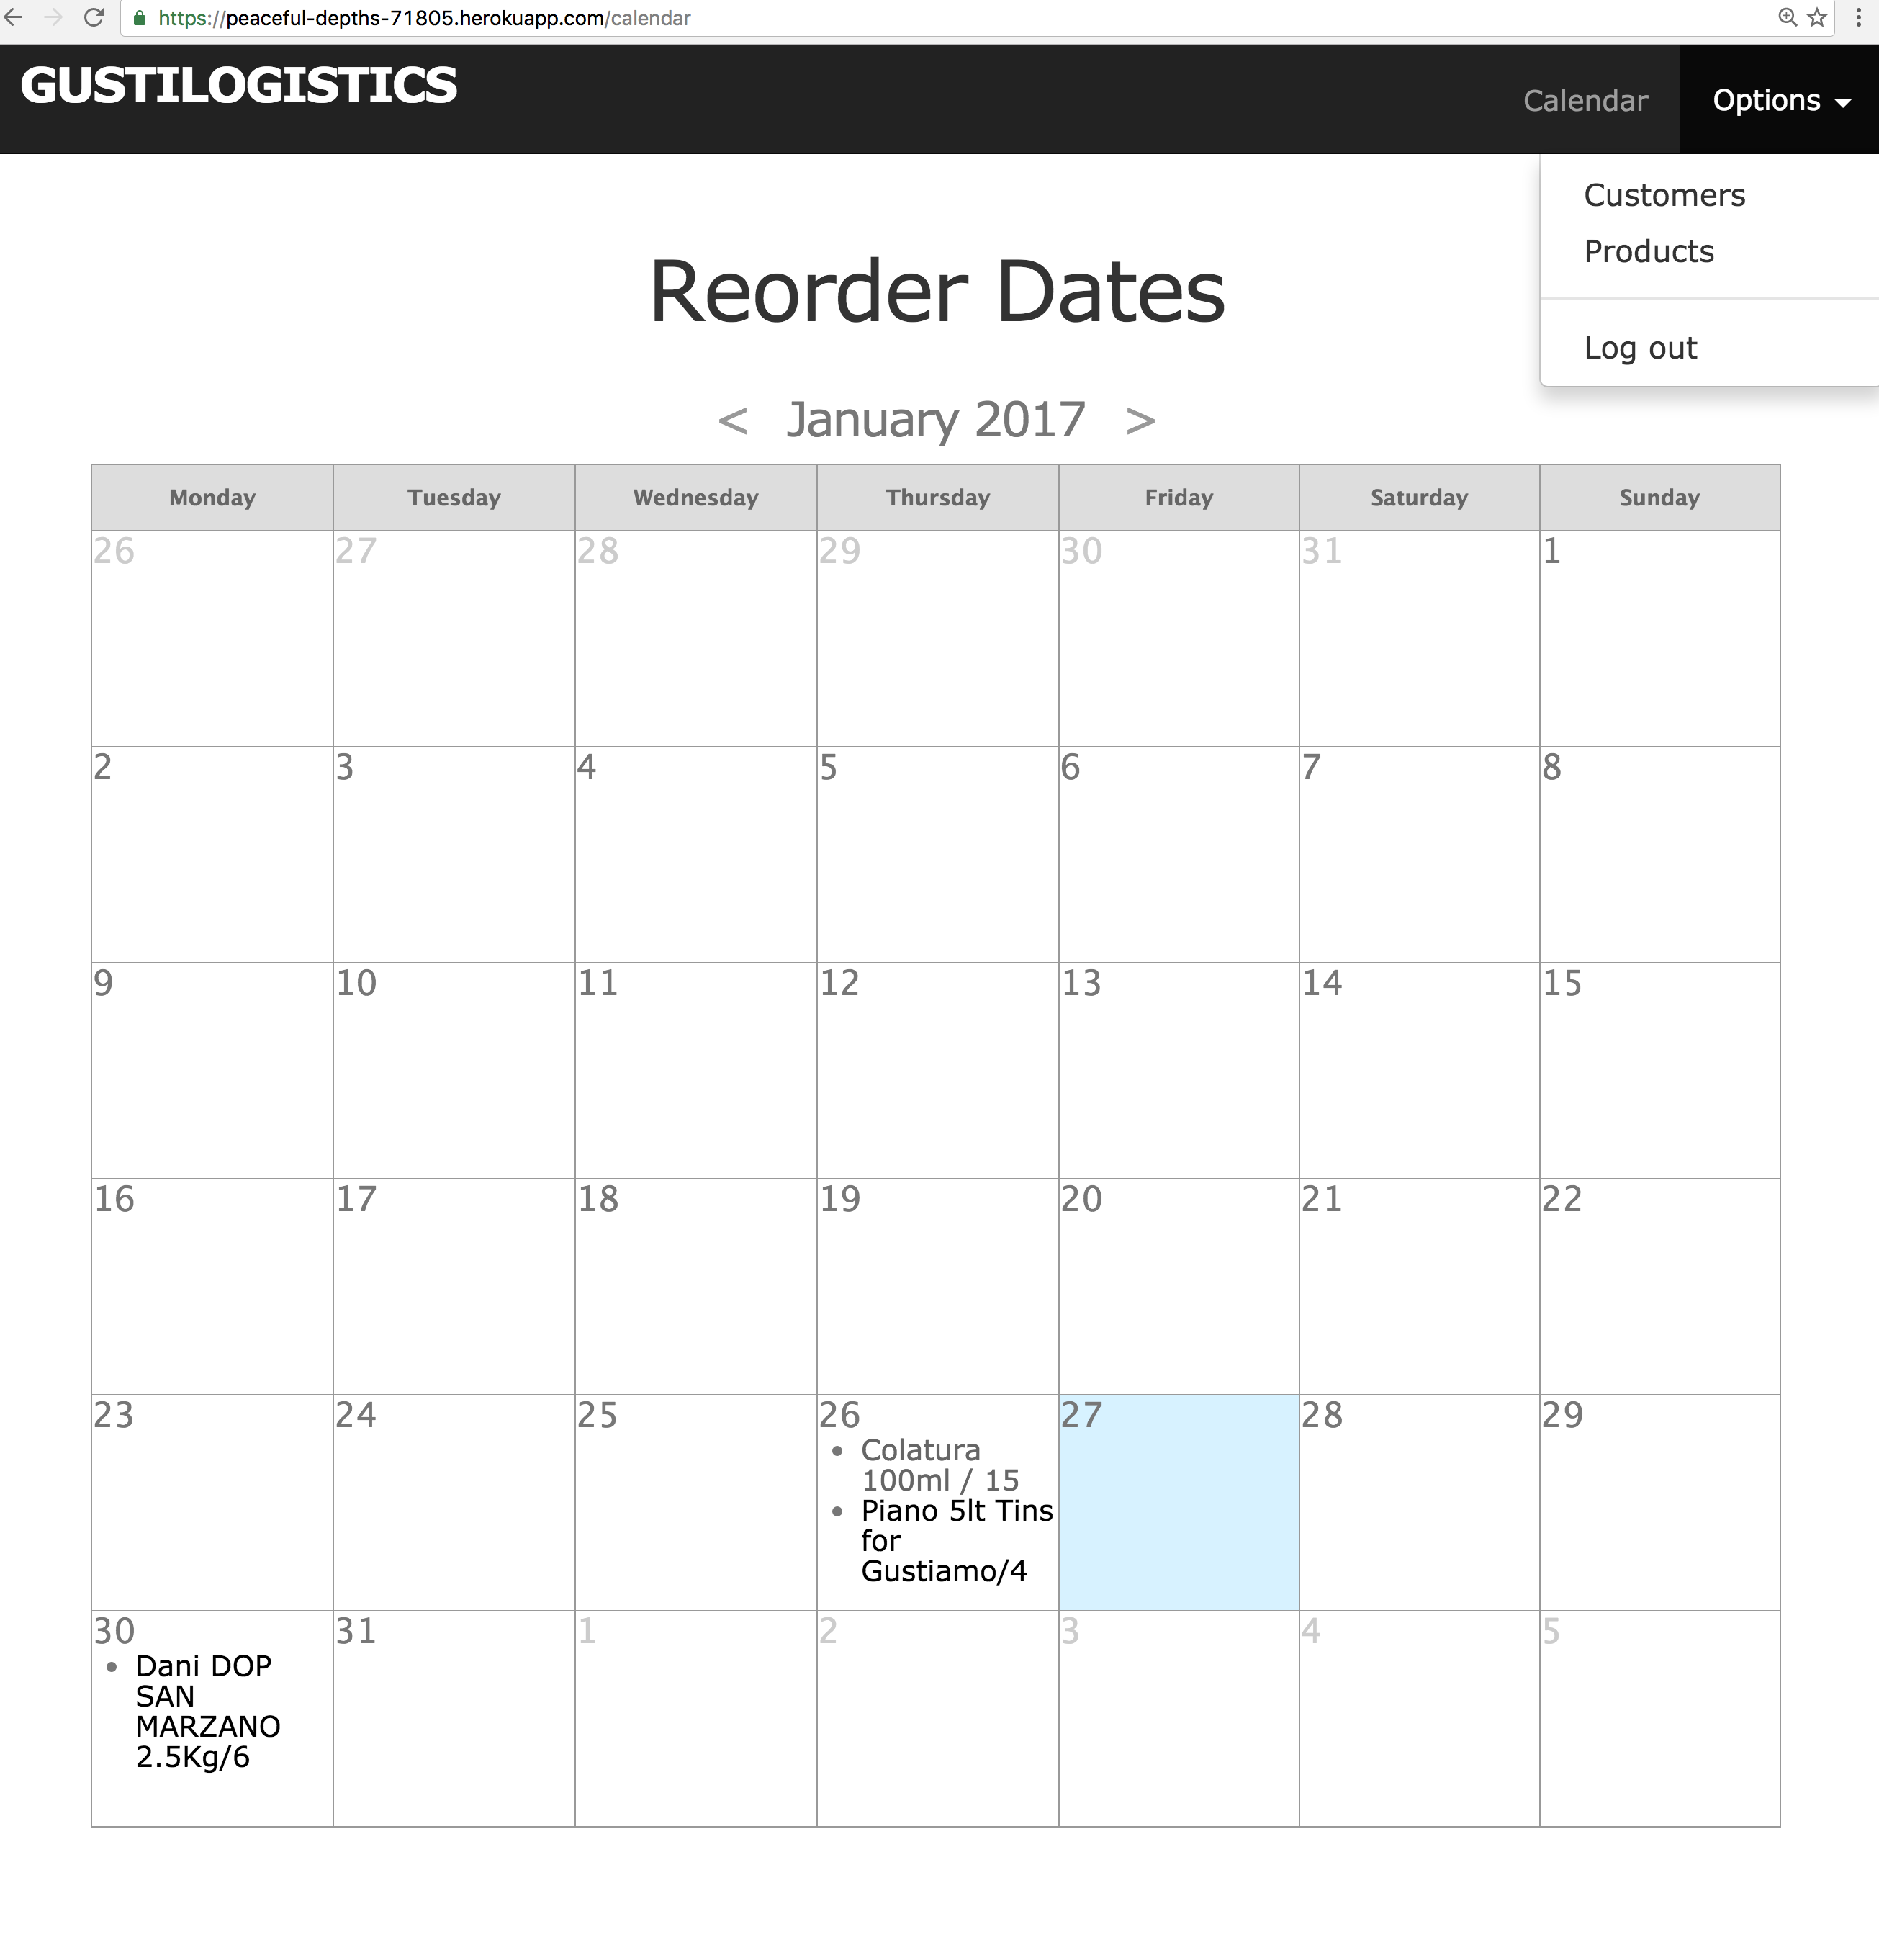 https://peaceful-depths-71805.herokuapp.com/calendar
GUSTILOGISTICS
Calendar
Options
Customers
Products
Log out
Reorder Dates
< January 2017 >
Monday Tuesday Wednesday Thursday Friday Saturday Sunday
26 27 28 29 30 31 1
2 3 4 5 6 7 8
9 10 11 12 13 14 15
16 17 18 19 20 21 22
23 24 25 26 27 28 29
• Colatura
100ml / 15
• Piano 5lt Tins
for
Gustiamo/4
30 31 1 2 3 4 5
• Dani DOP
SAN
MARZANO
2.5Kg/6